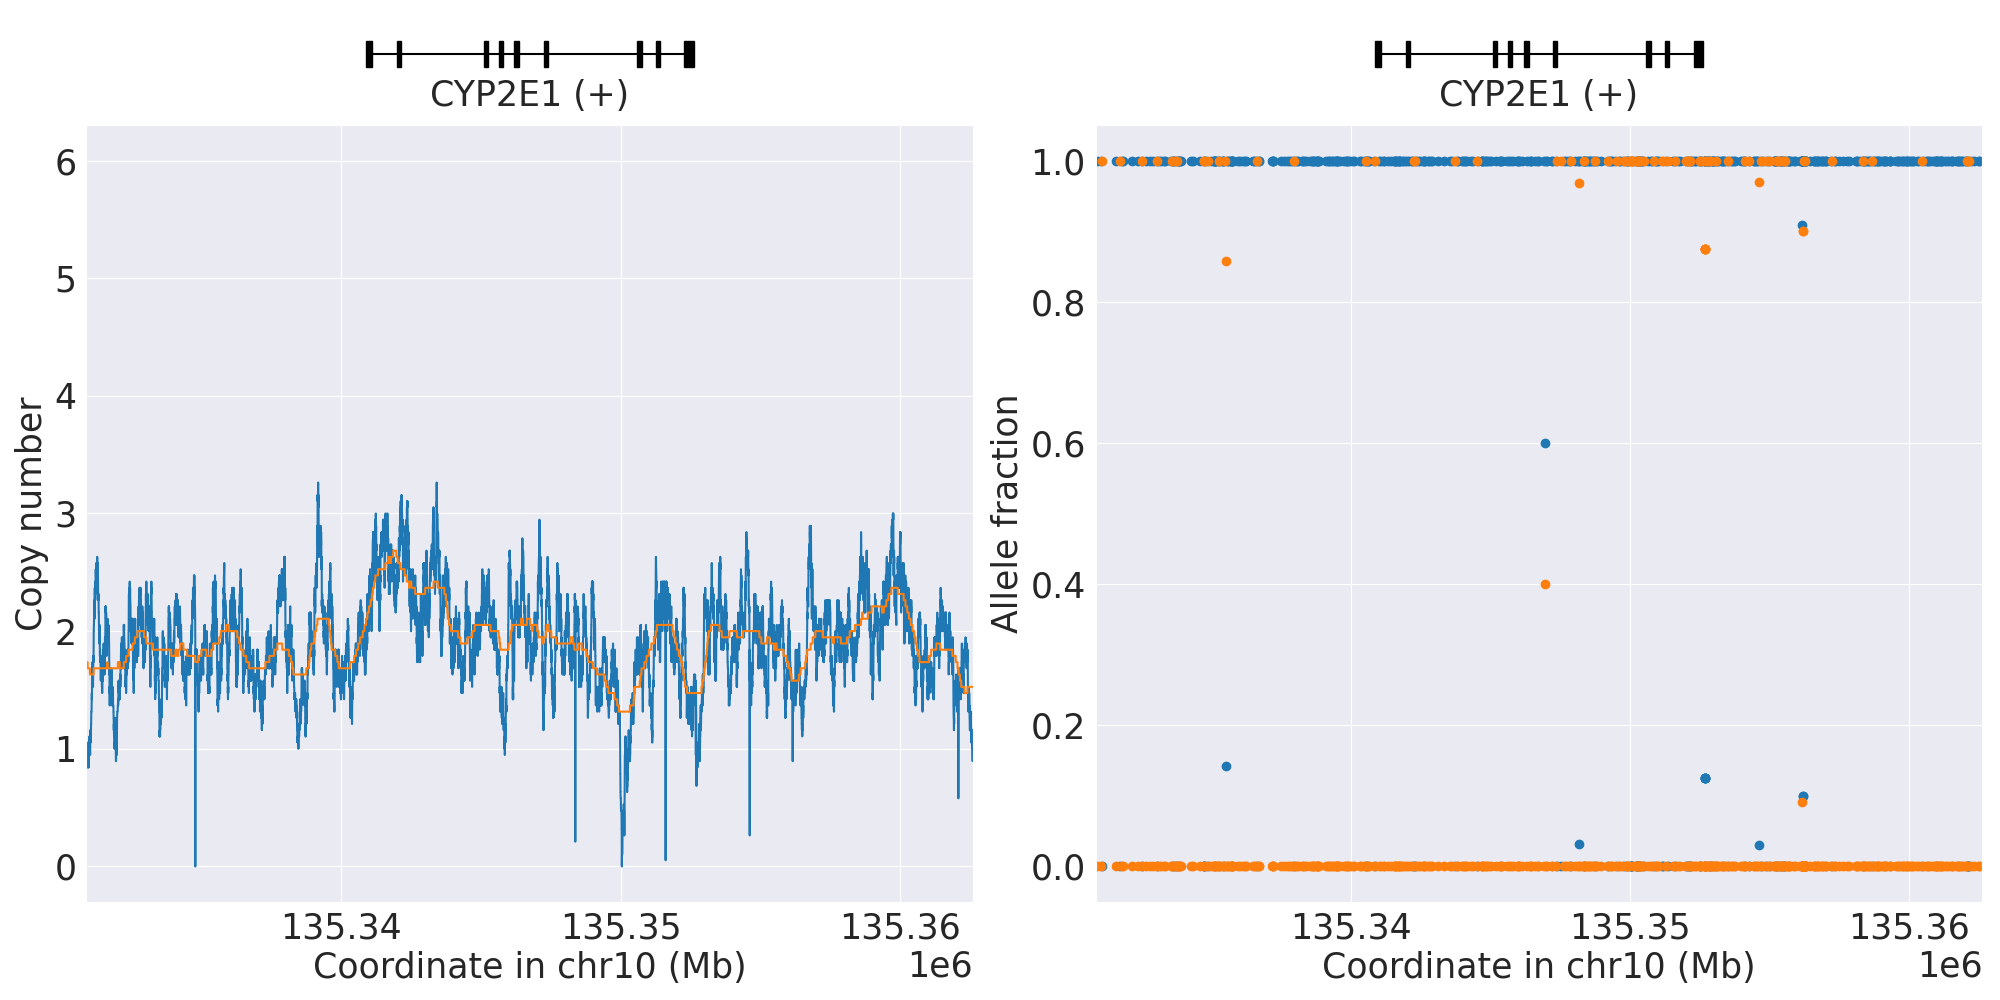 CYP2E1 (+)
Copy number
6
5
4
3
2
1
0
135.34 135.35 135.36
Coordinate in chr10 (Mb)
1e6
CYP2E1 (+)
Allele fraction
1.0
0.8
0.6
0.4
0.2
0.0
135.34 135.35 135.36
Coordinate in chr10 (Mb)
1e6